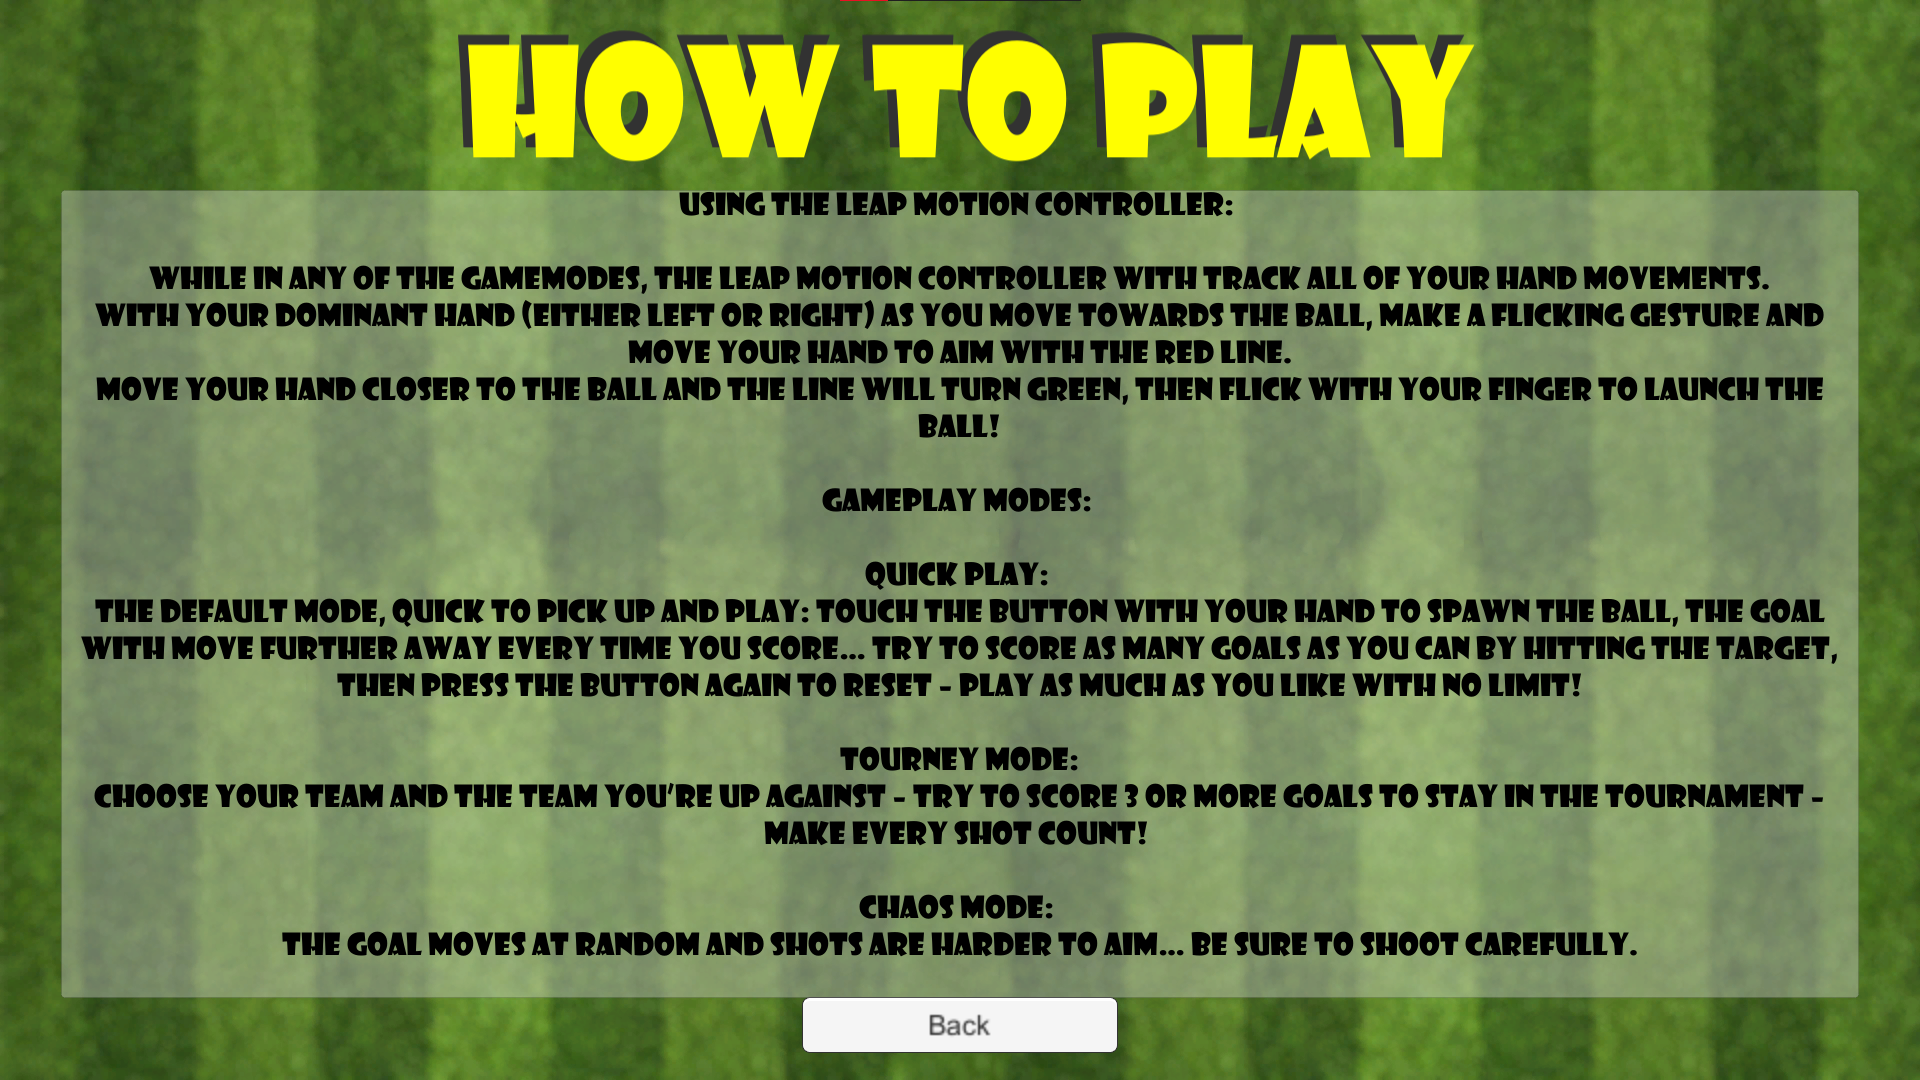 HOW TO PLAY
USING THE LEAP MOTION CONTROLLER:
WHILE IN ANY OF THE GAMEMODES, THE LEAP MOTION CONTROLLER WITH TRACK ALL OF YOUR HAND MOVEMENTS.
WITH YOUR DOMINANT HAND (EITHER LEFT OR RIGHT) AS YOU MOVE TOWARDS THE BALL, MAKE A FLICKING GESTURE AND
MOVE YOUR HAND TO AIM WITH THE RED LINE.
MOVE YOUR HAND CLOSER TO THE BALL AND THE LINE WILL TURN GREEN, THEN FLICK WITH YOUR FINGER TO LAUNCH THE
BALL!
GAMEPLAY MODES:
QUICK PLAY:
THE DEFAULT MODE, QUICK TO PICK UP AND PLAY: TOUCH THE BUTTON WITH YOUR HAND TO SPAWN THE BALL, THE GOAL
WITH MOVE FURTHER AWAY EVERY TIME YOU SCORE... TRY TO SCORE AS MANY GOALS AS YOU CAN BY HITTING THE TARGET,
THEN PRESS THE BUTTON AGAIN TO RESET - PLAY AS MUCH AS YOU LIKE WITH NO LIMIT!
TOURNEY MODE:
CHOOSE YOUR TEAM AND THE TEAM YOU'RE UP AGAINST - TRY TO SCORE 3 OR MORE GOALS TO STAY IN THE TOURNAMENT -
MAKE EVERY SHOT COUNT!
CHAOS MODE:
THE GOAL MOVES AT RANDOM AND SHOTS ARE HARDER TO AIM... BE SURE TO SHOOT CAREFULLY.
Back